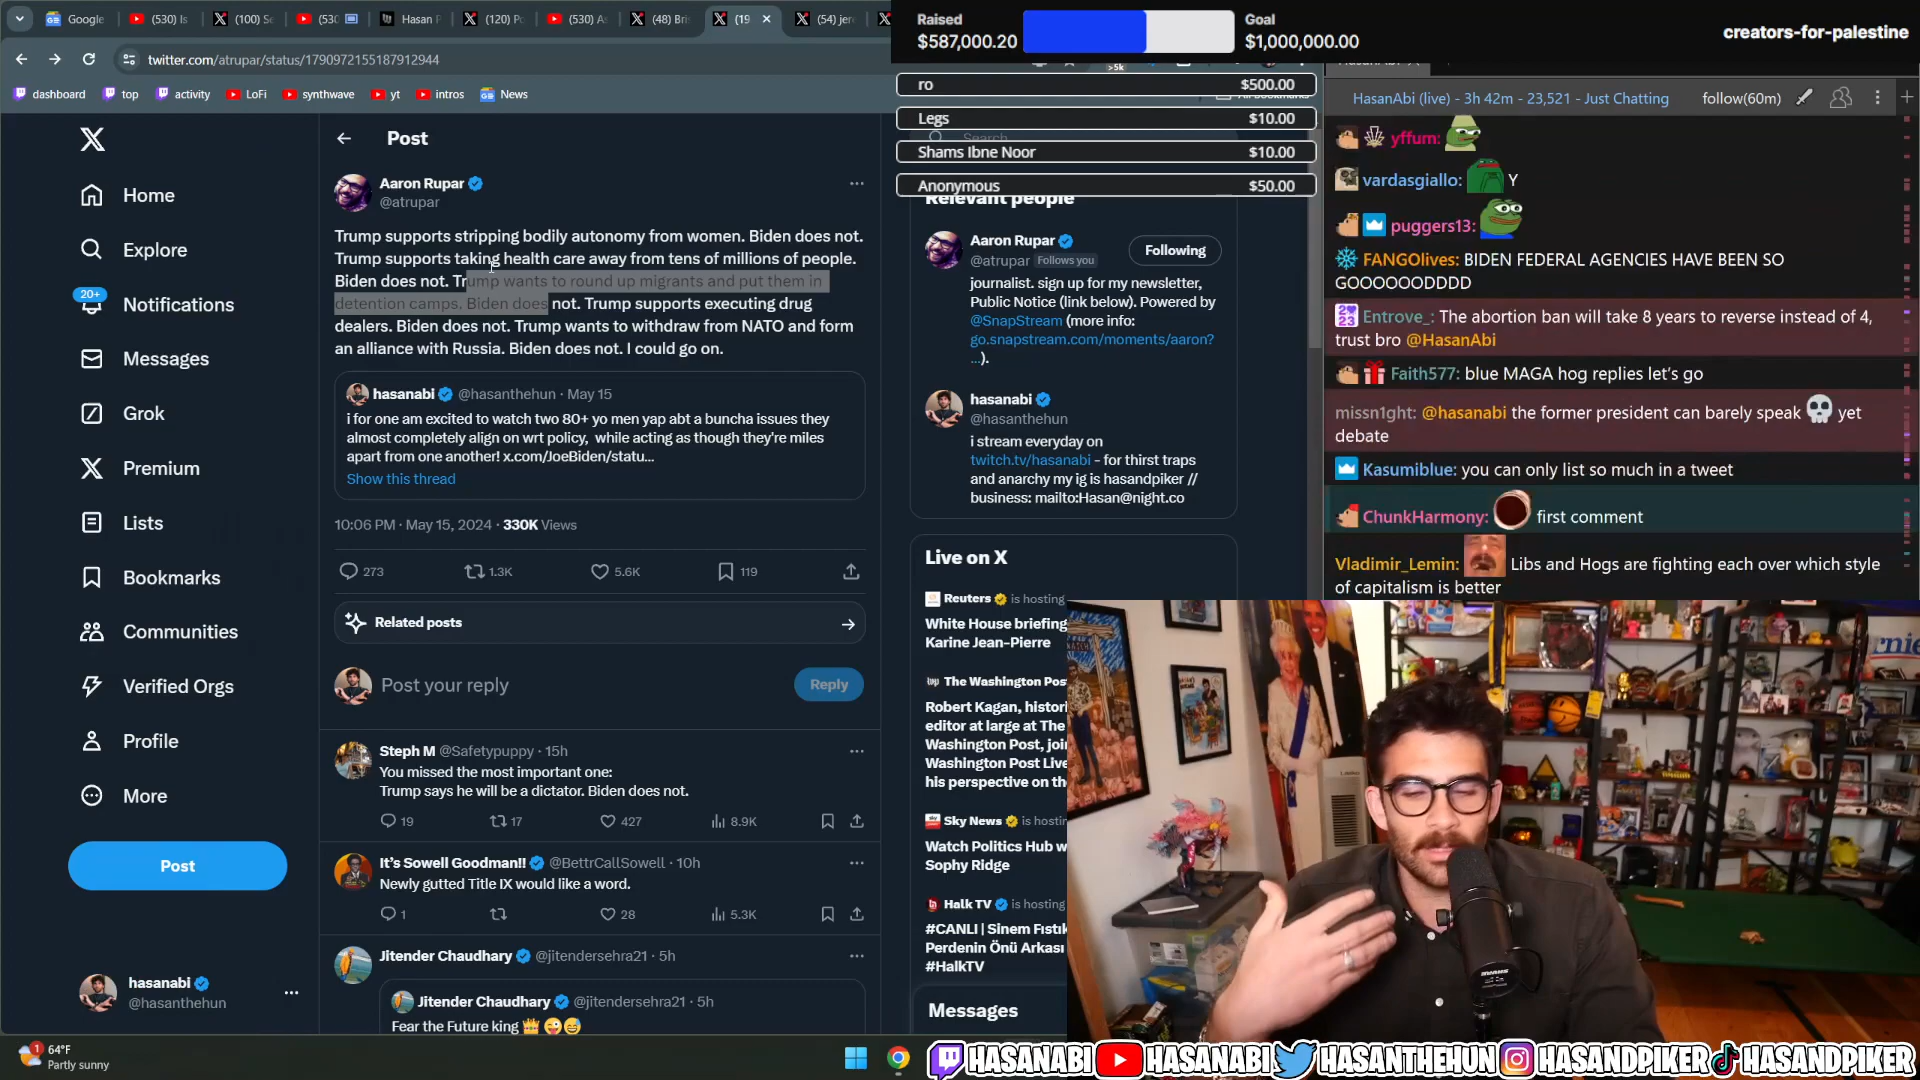 Google
(530) Is
(100) Se
(530
Hasan P
(120) Po
(530) A
(48) Bri
(19
(54) jere
twitter.com/atrupar/status/1790972155187912944
dashboard
top
activity
LoFi
synthwave
yt
intros
News
Raised
$587,000.20
Goal
$1,000,000.00
creators-for-palestine
>5k
ro $500.00
Legs $10.00
Shams Ibne Noor $10.00
Anonymous $50.00
Home
Explore
20+
Notifications
Messages
Grok
Premium
Lists
Bookmarks
Communities
Verified Orgs
Profile
More
Post
hasanabi
@hasanthehun
Post
Aaron Rupar
@atrupar
Trump supports stripping bodily autonomy from women. Biden does not.
Trump supports taking health care away from tens of millions of people.
Biden does not. Trump wants to round up migrants and put them in
detention camps. Biden does not. Trump supports executing drug
dealers. Biden does not. Trump wants to withdraw from NATO and form
an alliance with Russia. Biden does not. I could go on.
hasanabi @hasanthehun · May 15
i for one am excited to watch two 80+ yo men yap abt a buncha issues they
almost completely align on wrt policy, while acting as though they're miles
apart from one another! x.com/JoeBiden/statu...
Show this thread
10:06 PM · May 15, 2024 · 330K Views
273
1.3K
5.6K
119
Related posts
Post your reply
Reply
Steph M @Safetypuppy · 15h
You missed the most important one:
Trump says he will be a dictator. Biden does not.
19
17
427
8.9K
It's Sowell Goodman!! @BettrCallSowell · 10h
Newly gutted Title IX would like a word.
1
28
5.3K
Jitender Chaudhary @jitendersehra21 · 5h
Jitender Chaudhary @jitendersehra21 · 5h
Fear the Future king 👑😜😅
Search
Relevant people
Aaron Rupar
@atrupar Follows you
Following
journalist. sign up for my newsletter,
Public Notice (link below). Powered by
@SnapStream (more info:
go.snapstream.com/moments/aaron?
...).
hasanabi
@hasanthehun
i stream everyday on
twitch.tv/hasanabi - for thirst traps
and anarchy my ig is hasandpiker //
business: mailto:Hasan@night.co
Live on X
Reuters is hosting
White House briefing
Karine Jean-Pierre
The Washington Pos
Robert Kagan, histori
editor at large at The
Washington Post, joi
Washington Post Live
his perspective on th
Sky News is hosti
Watch Politics Hub w
Sophy Ridge
Halk TV is hosting
#CANLI | Sinem Fıstık
Perdenin Önü Arkası
#HalkTV
Messages
HasanAbi (live) - 3h 42m - 23,521 - Just Chatting
follow(60m)
yffum:
vardasgiallo: Y
puggers13:
FANGOlives: BIDEN FEDERAL AGENCIES HAVE BEEN SO
GOOOOOODDDD
Entrove_: The abortion ban will take 8 years to reverse instead of 4,
trust bro @HasanAbi
Faith577: blue MAGA hog replies let's go
missn1ght: @hasanabi the former president can barely speak 💀 yet
debate
Kasumiblue: you can only list so much in a tweet
ChunkHarmony: first comment
Vladimir_Lemin: Libs and Hogs are fighting each over which style
of capitalism is better
ernie
1
64°F
Partly sunny
HASANABI
HASANABI
HASANTHEHUN
HASANDPIKER
HASANDPIKER